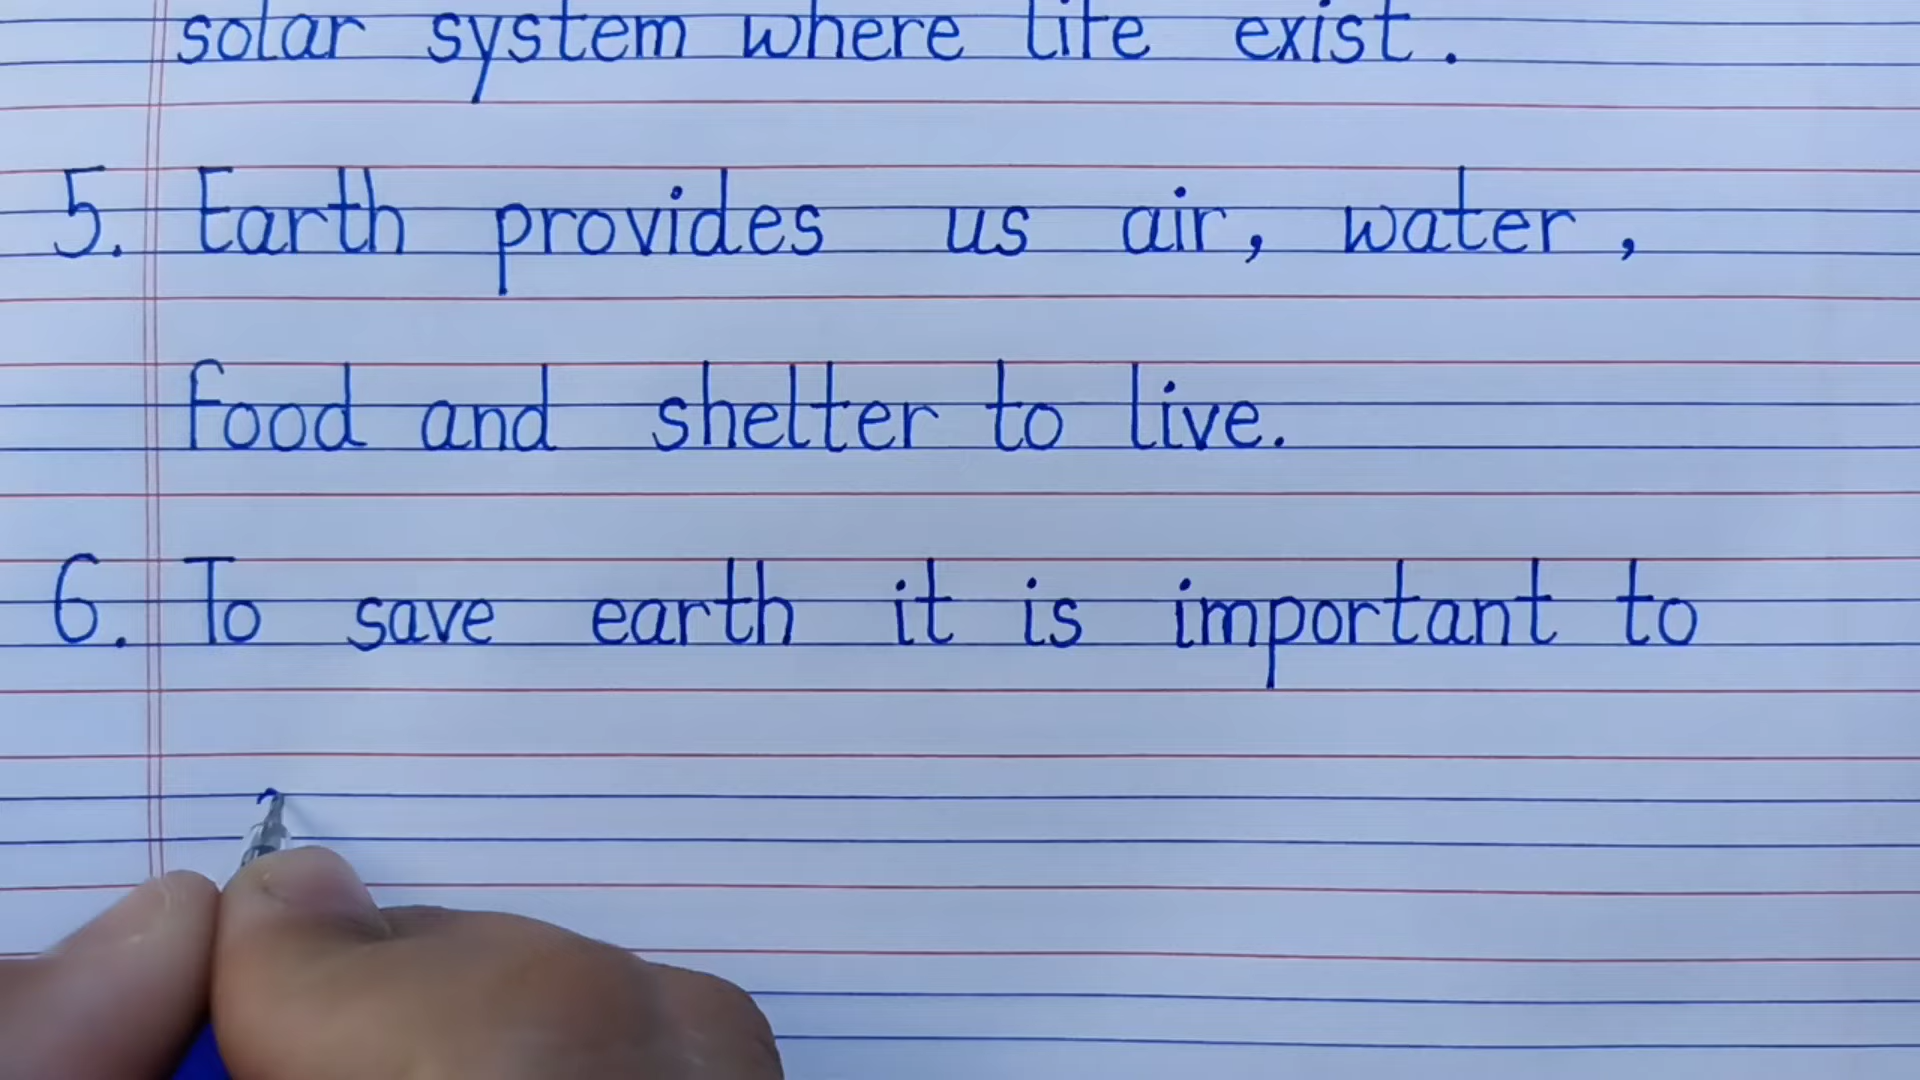 solar system where life exist.
5. Earth provides us air, water,
food and shelter to live.
6. To save earth it is important to